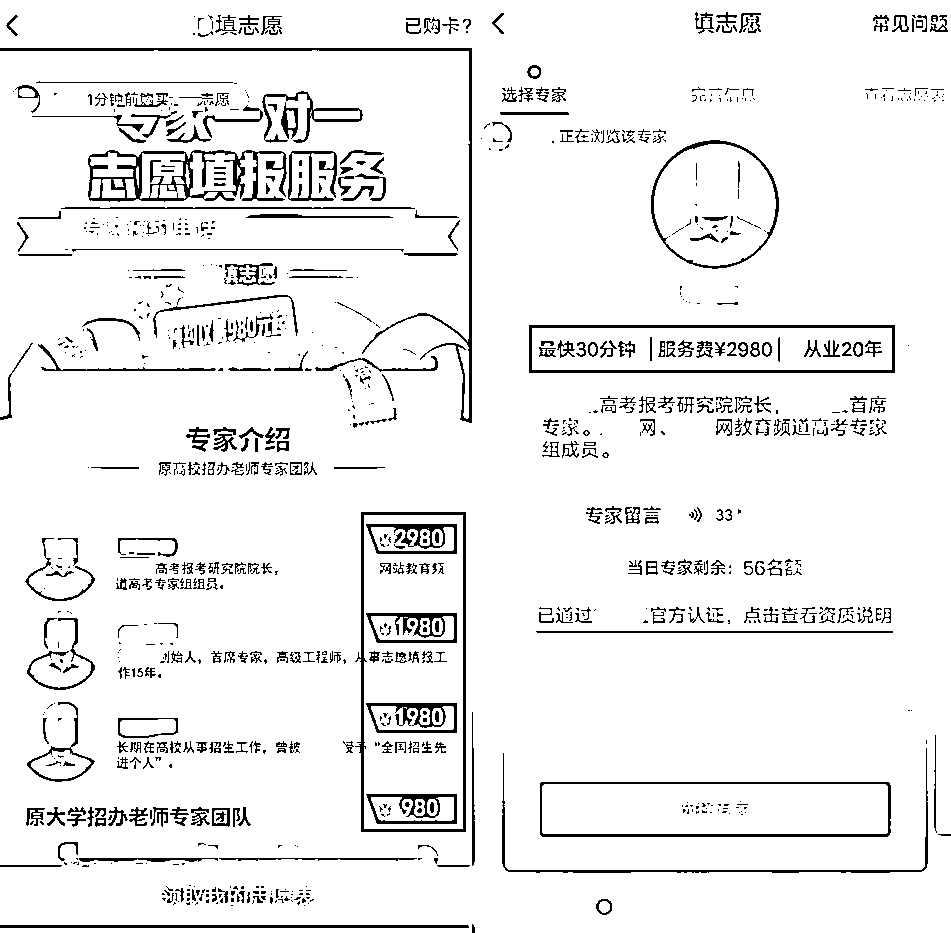 填志愿
已购卡?
1分钟前购买 志愿
专家一对一
志愿填报服务
填志愿
980元起
专家介绍
原高校招办老师专家团队
2980
高考报考研究院院长,
网站教育频
道高考专家组组员。
1980
创始人,首席专家,高级工程师,从事志愿填报工
作15年。
1980
长期在高校从事招生工作,曾被 授予“全国招生先
进个人”。
980
原大学招办老师专家团队
领取我的志愿表
填志愿
常见问题
选择专家
完善信息
查看志愿表
正在浏览该专家
最快30分钟
服务费¥2980
从业20年
高考报考研究院院长, 首席
专家。 网、 网教育频道高考专家
组成员。
专家留言
33"
当日专家剩余:56名额
已通过 官方认证,点击查看资质说明